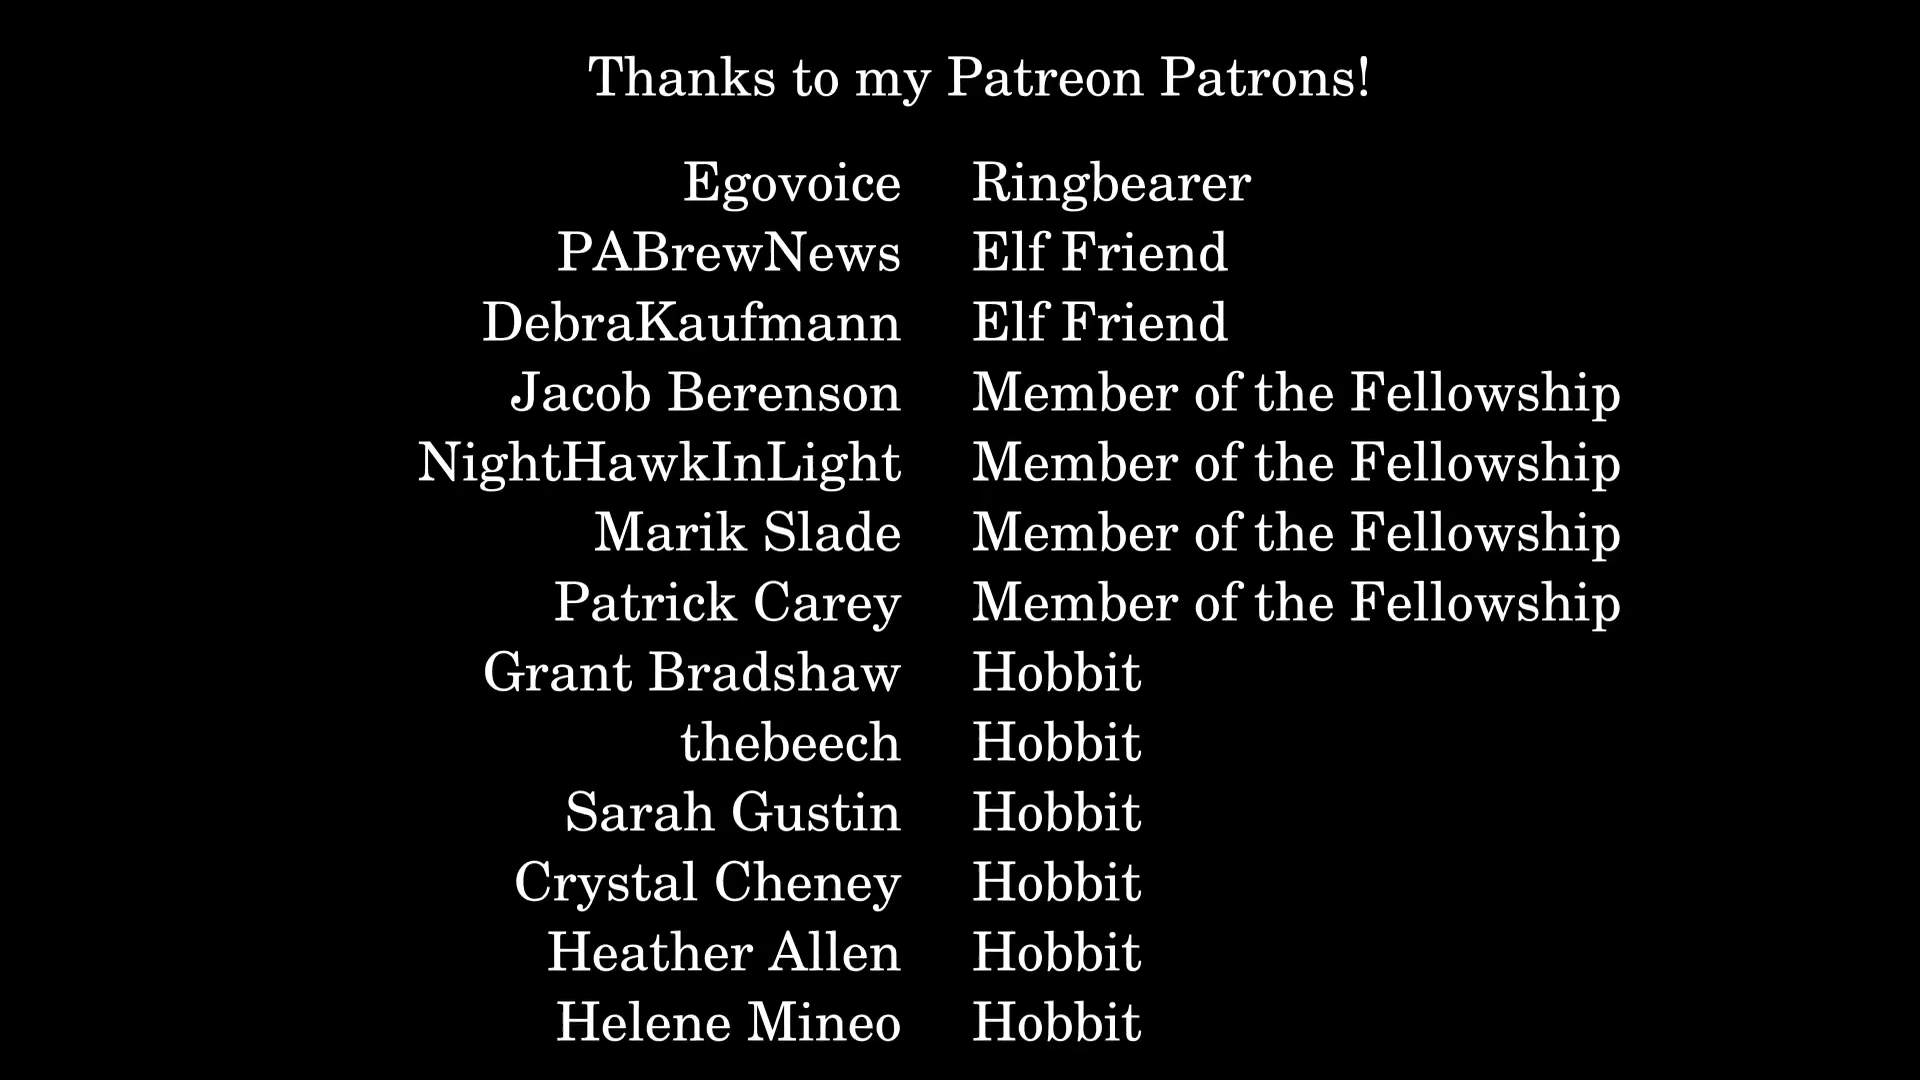 Thanks to my Patreon Patrons!
Egovoice Ringbearer
PABrewNews Elf Friend
DebraKaufmann Elf Friend
Jacob Berenson Member of the Fellowship
NightHawkInLight Member of the Fellowship
Marik Slade Member of the Fellowship
Patrick Carey Member of the Fellowship
Grant Bradshaw Hobbit
thebeech Hobbit
Sarah Gustin Hobbit
Crystal Cheney Hobbit
Heather Allen Hobbit
Helene Mineo Hobbit